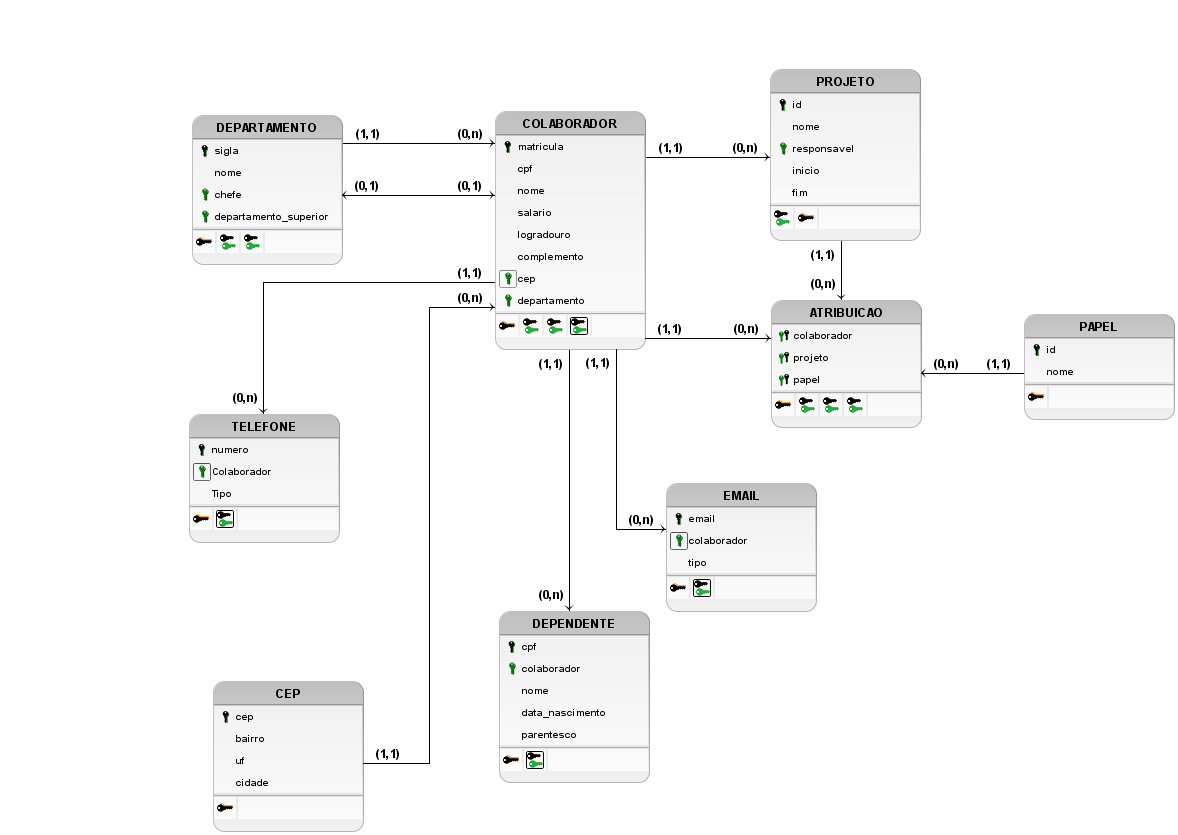 PROJETO
id
nome
responsavel
inicio
fim
DEPARTAMENTO
sigla
nome
chefe
departamento_superior
COLABORADOR
matricula
cpf
nome
salario
logradouro
complemento
cep
departamento
(1,1)
(0,n)
(0,1)
(0,1)
(1,1)
(0,n)
(1,1)
(0,n)
(1,1)
(0,n)
(1,1)
(0,n)
ATRIBUICAO
colaborador
projeto
papel
PAPEL
id
nome
(0,n)
(1,1)
(1,1)
(1,1)
(0,n)
TELEFONE
numero
Colaborador
Tipo
EMAIL
email
colaborador
tipo
(0,n)
(0,n)
DEPENDENTE
cpf
colaborador
nome
data_nascimento
parentesco
CEP
cep
bairro
uf
cidade
(1,1)